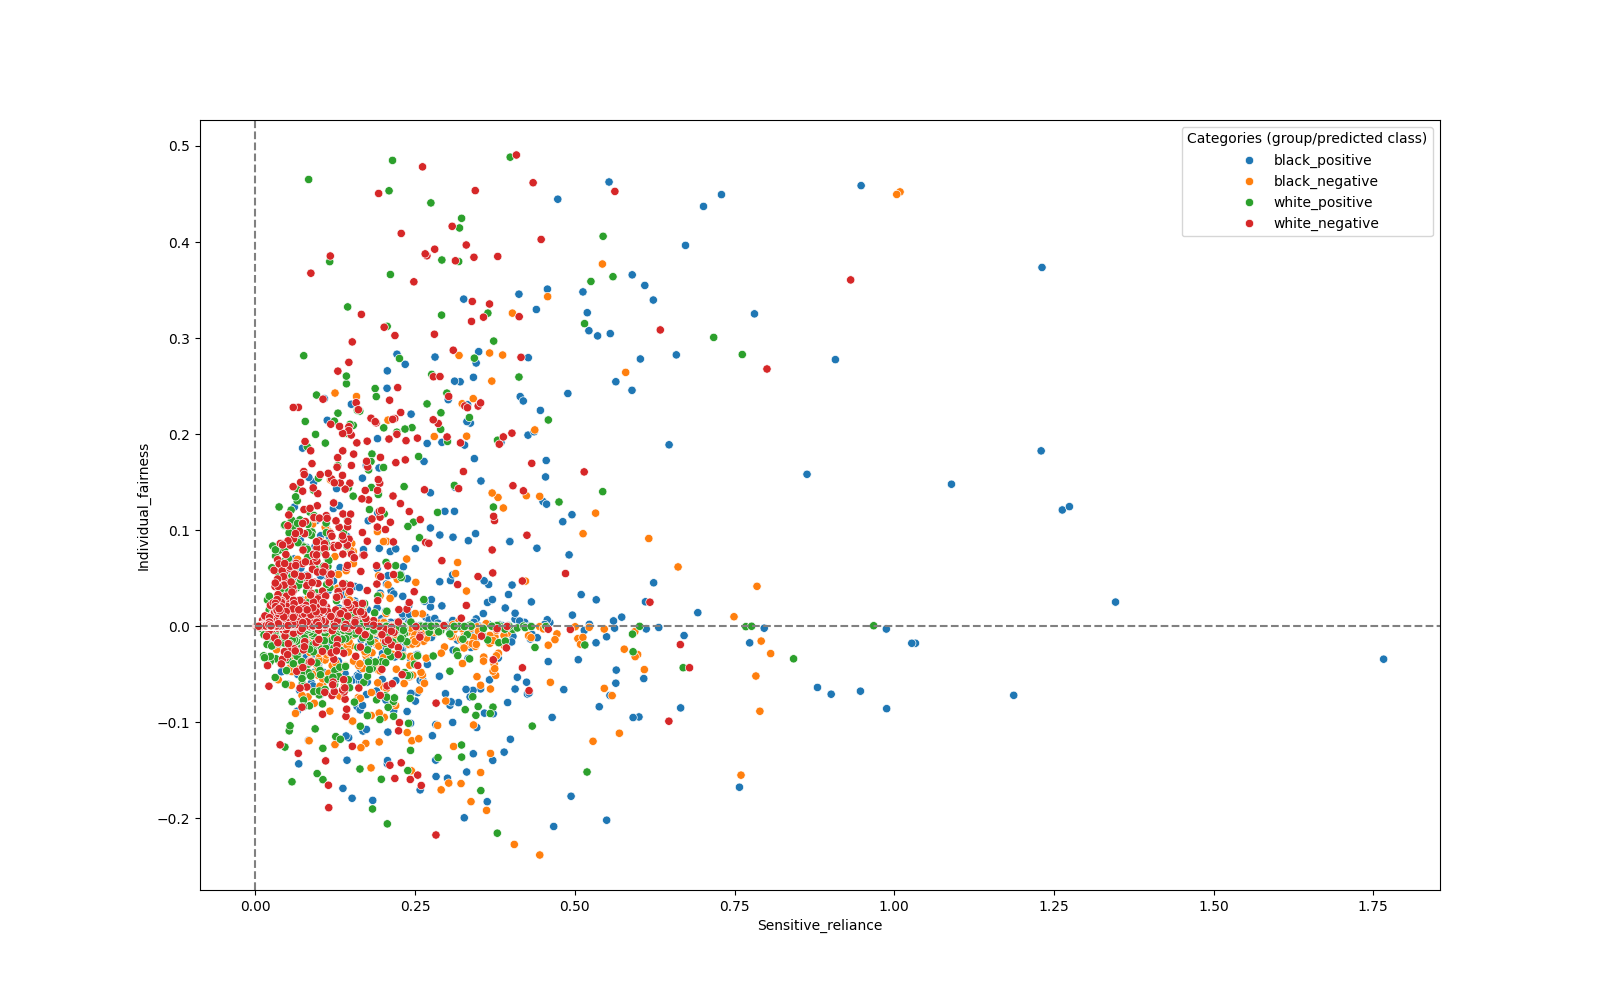 Categories (group/predicted class)
black_positive
black_negative
white_positive
white_negative
0.5
0.4
0.3
0.2
0.1
0.0
−0.1
−0.2
Individual_fairness
0.00 0.25 0.50 0.75 1.00 1.25 1.50 1.75
Sensitive_reliance